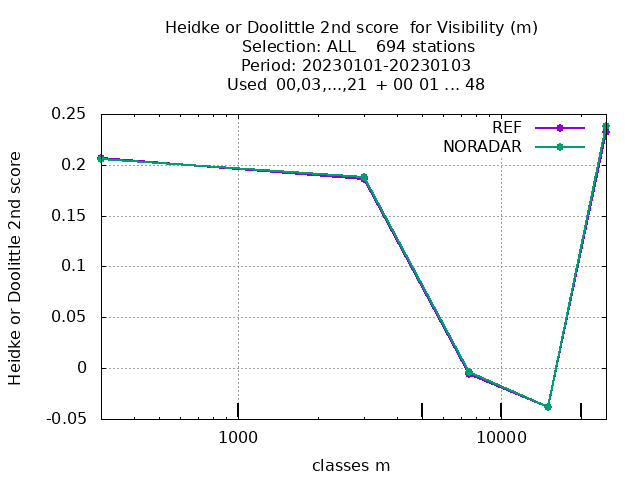 Heidke or Doolittle 2nd score  for Visibility (m)
Selection: ALL    694 stations
Period: 20230101-20230103
Used  00,03,...,21  + 00 01 ... 48
REF
NORADAR
Heidke or Doolittle 2nd score
0.25
0.2
0.15
0.1
0.05
0
-0.05
1000 10000
classes m